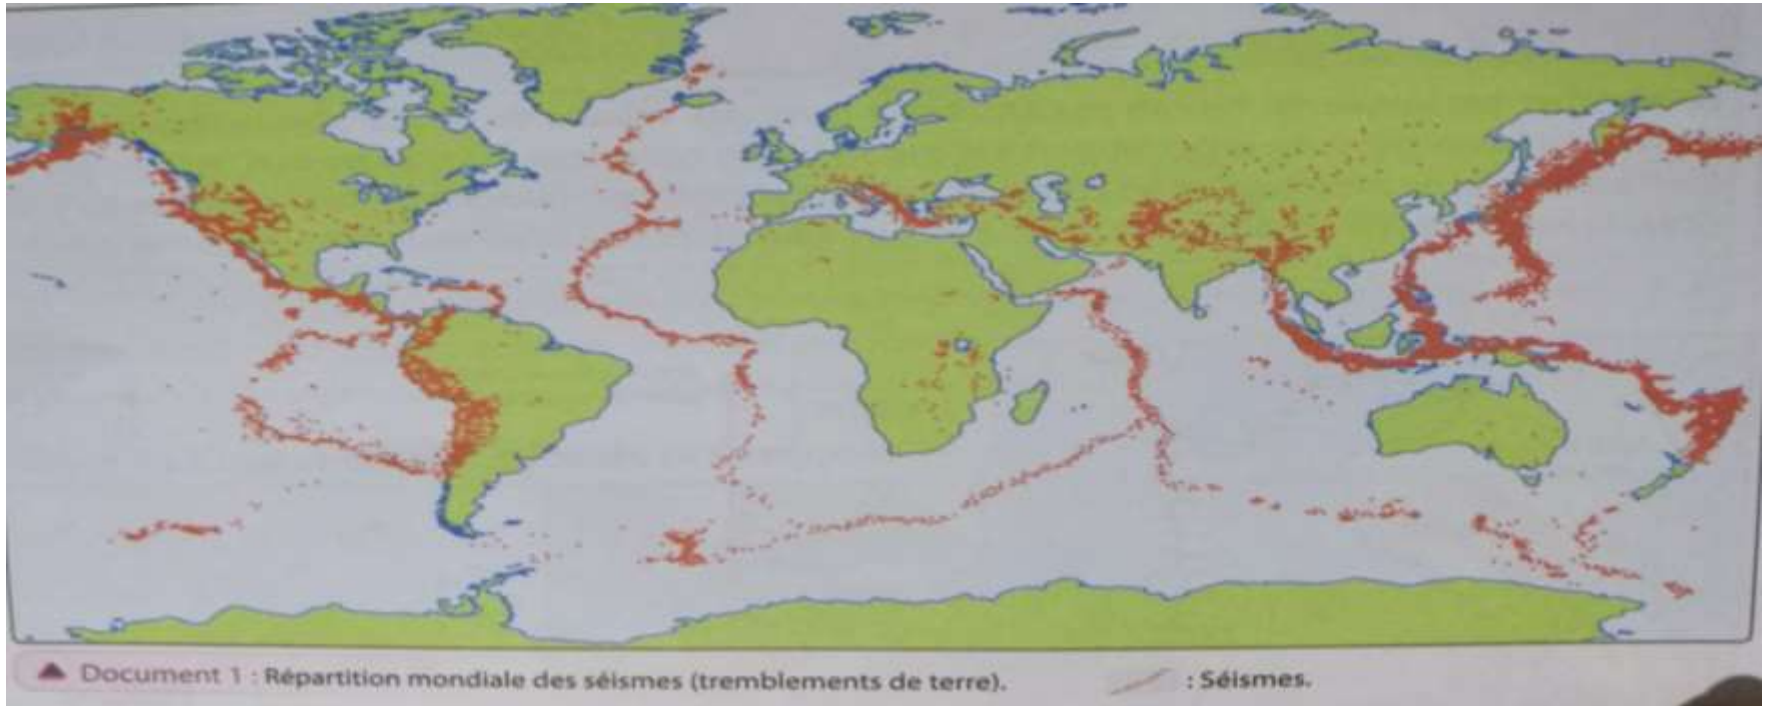 Document 1 : Répartition mondiale des séismes (tremblements de terre). : Séismes.